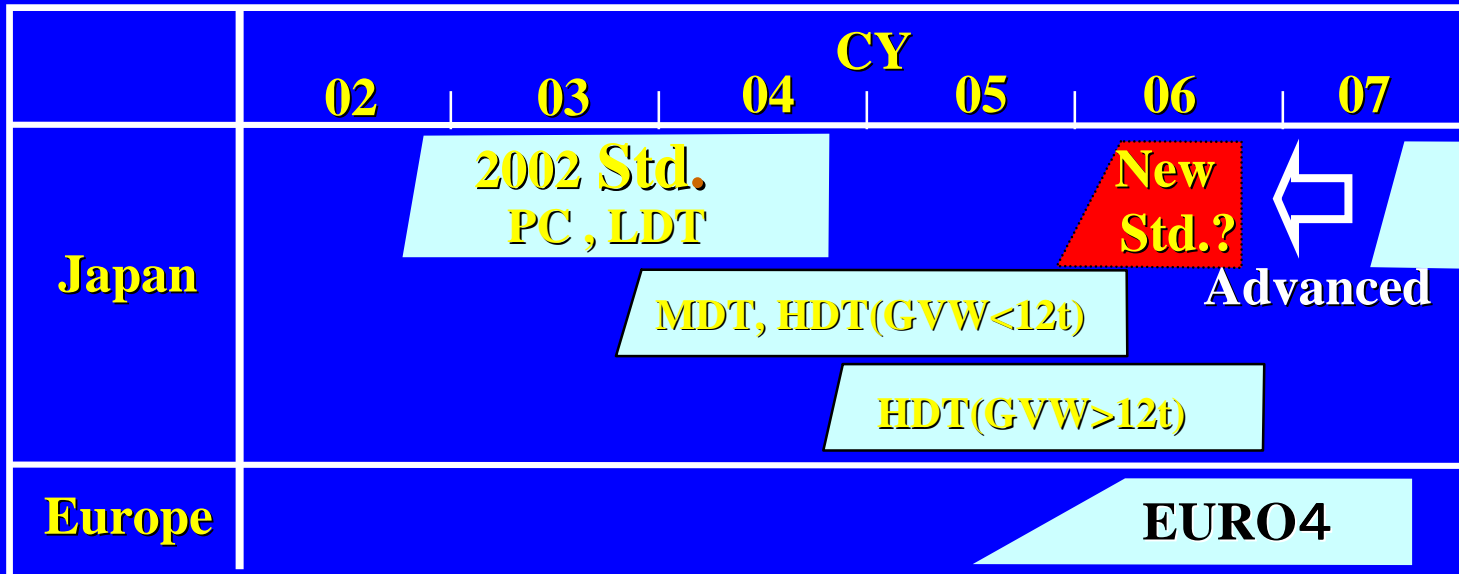 CY
02 03 04 05 06 07
Japan
2002 Std.
PC , LDT
New
Std.?
Advanced
MDT, HDT(GVW<12t)
HDT(GVW>12t)
Europe
EURO4